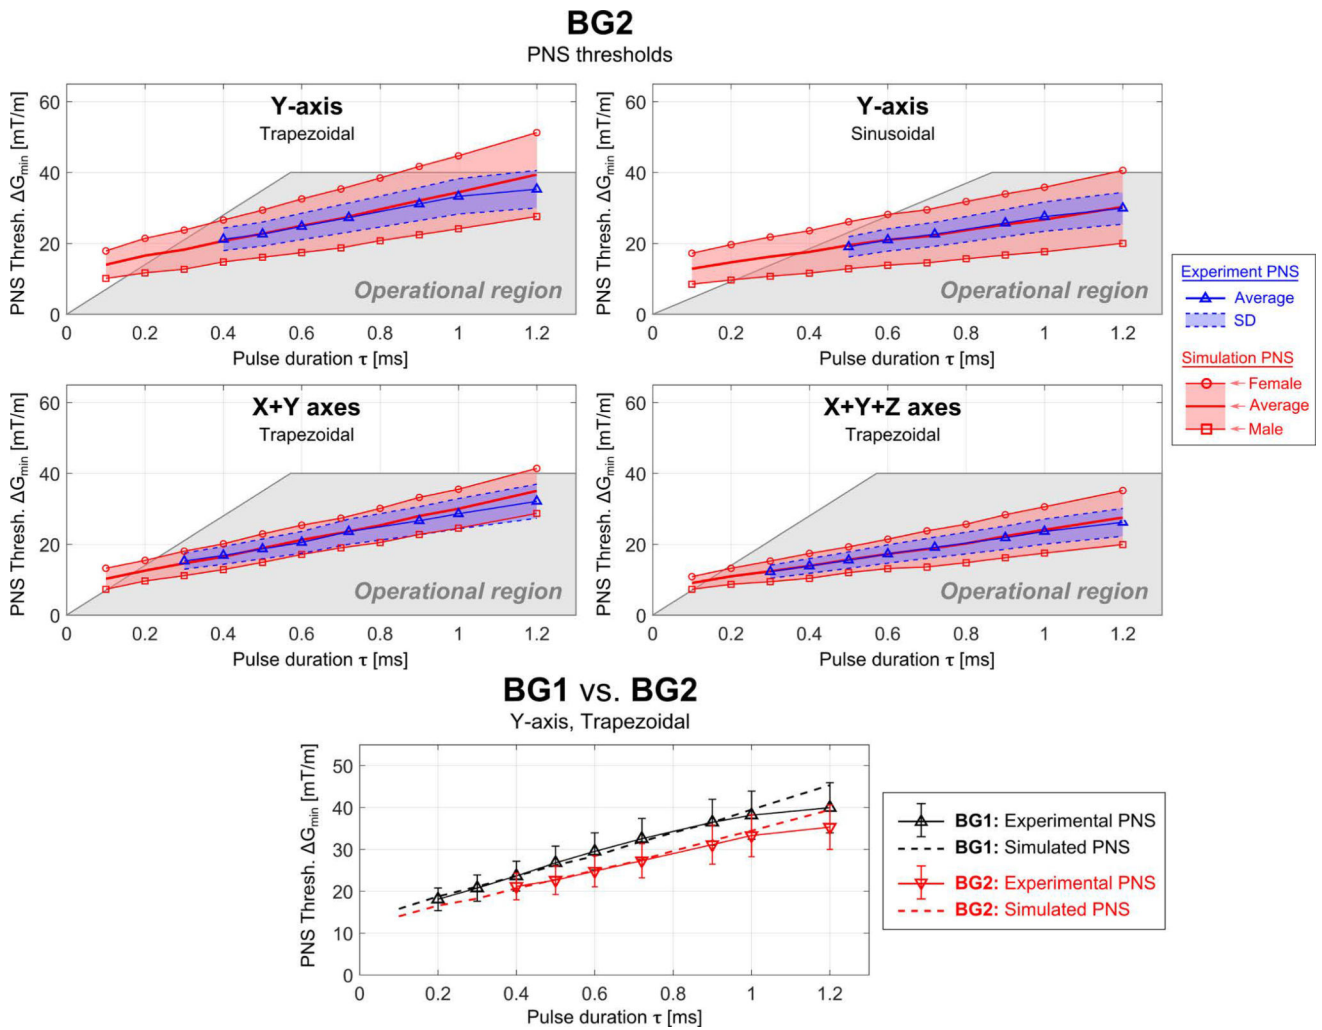 BG2
PNS thresholds
Y-axis
Trapezoidal
PNS Thresh. ΔGmin [mT/m]
60
40
20
0
Operational region
0 0.2 0.4 0.6 0.8 1 1.2
Pulse duration τ [ms]
Y-axis
Sinusoidal
PNS Thresh. ΔGmin [mT/m]
60
40
20
0
Operational region
0 0.2 0.4 0.6 0.8 1 1.2
Pulse duration τ [ms]
Experiment PNS
Average
SD
Simulation PNS
Female
Average
Male
X+Y axes
Trapezoidal
PNS Thresh. ΔGmin [mT/m]
60
40
20
0
Operational region
0 0.2 0.4 0.6 0.8 1 1.2
Pulse duration τ [ms]
X+Y+Z axes
Trapezoidal
PNS Thresh. ΔGmin [mT/m]
60
40
20
0
Operational region
0 0.2 0.4 0.6 0.8 1 1.2
Pulse duration τ [ms]
BG1 vs. BG2
Y-axis, Trapezoidal
PNS Thresh. ΔGmin [mT/m]
50
40
30
20
10
0
0 0.2 0.4 0.6 0.8 1 1.2
Pulse duration τ [ms]
BG1: Experimental PNS
BG1: Simulated PNS
BG2: Experimental PNS
BG2: Simulated PNS